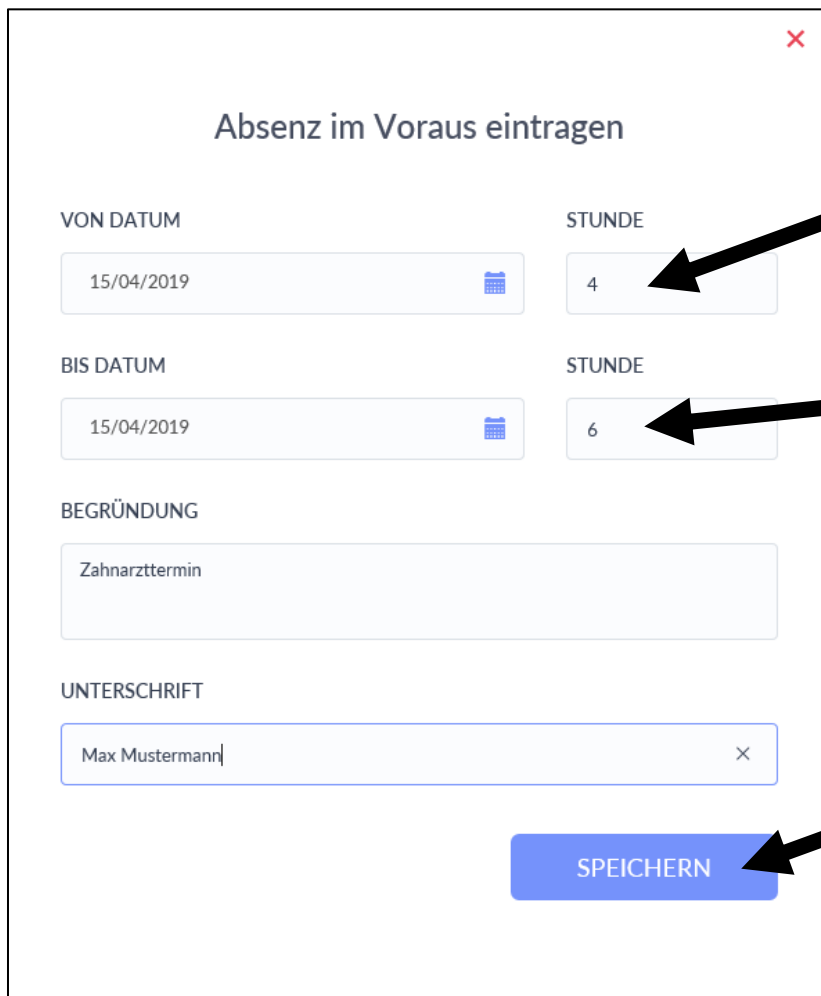 Absenz im Voraus eintragen
VON DATUM STUNDE
15/04/2019 4
BIS DATUM STUNDE
15/04/2019 6
BEGRÜNDUNG
Zahnarzttermin
UNTERSCHRIFT
Max Mustermann
SPEICHERN